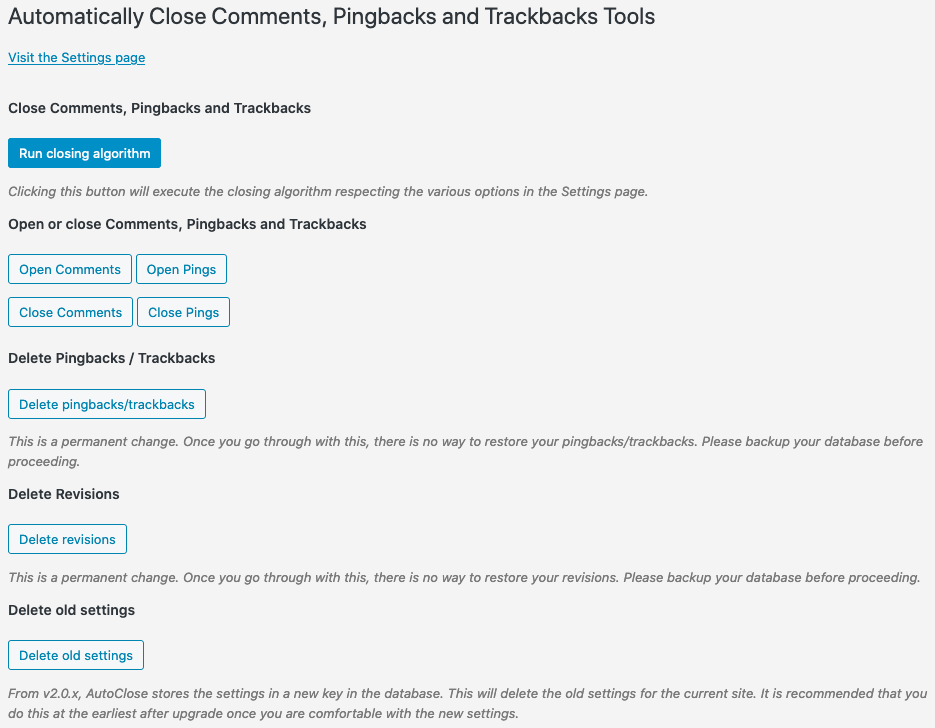 Automatically Close Comments, Pingbacks and Trackbacks Tools
Visit the Settings page
Close Comments, Pingbacks and Trackbacks
Run closing algorithm
Clicking this button will execute the closing algorithm respecting the various options in the Settings page.
Open or close Comments, Pingbacks and Trackbacks
Open Comments Open Pings
Close Comments Close Pings
Delete Pingbacks / Trackbacks
Delete pingbacks/trackbacks
This is a permanent change. Once you go through with this, there is no way to restore your pingbacks/trackbacks. Please backup your database before
proceeding.
Delete Revisions
Delete revisions
This is a permanent change. Once you go through with this, there is no way to restore your revisions. Please backup your database before proceeding.
Delete old settings
Delete old settings
From v2.0.x, AutoClose stores the settings in a new key in the database. This will delete the old settings for the current site. It is recommended that you
do this at the earliest after upgrade once you are comfortable with the new settings.